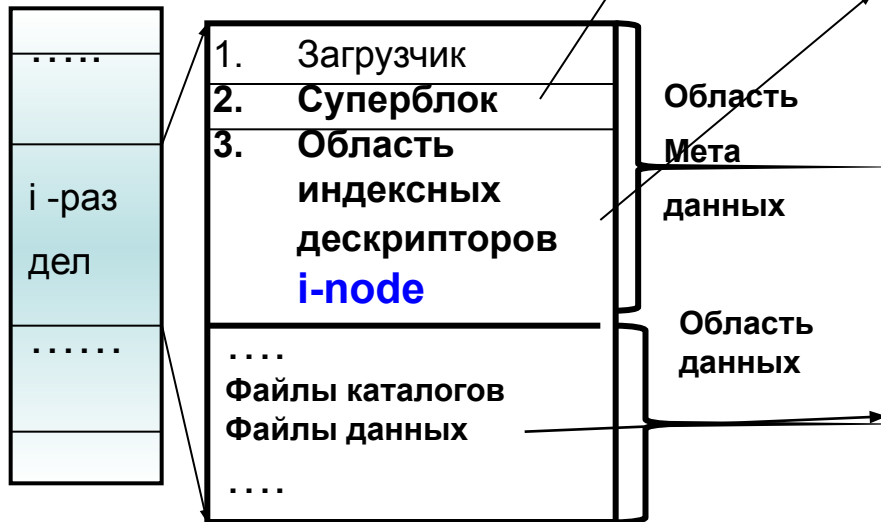 .....
i -раз
дел
......
1. Загрузчик
2. Суперблок
3. Область
индексных
дескрипторов
i-node
....
Файлы каталогов
Файлы данных
....
Область
Мета
данных
Область
данных